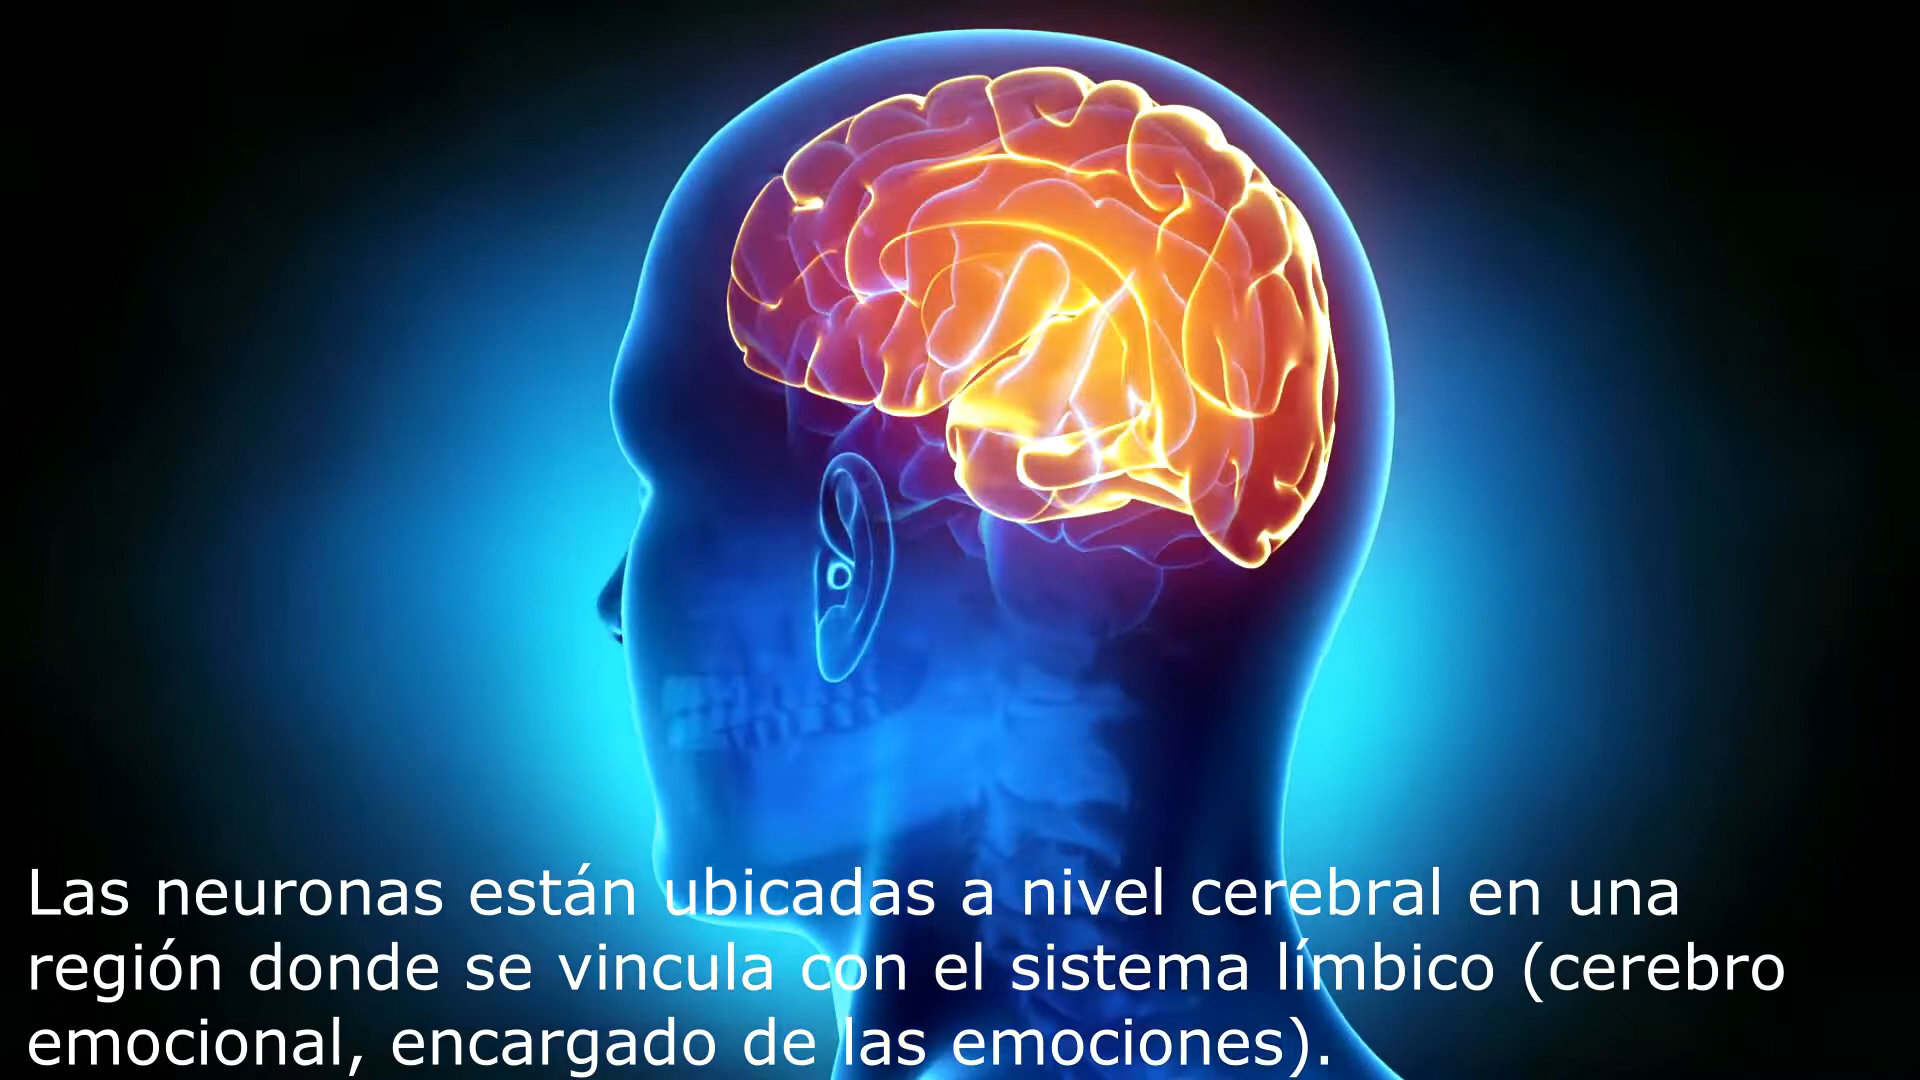 Las neuronas están ubicadas a nivel cerebral en una
región donde se vincula con el sistema límbico (cerebro
emocional, encargado de las emociones).